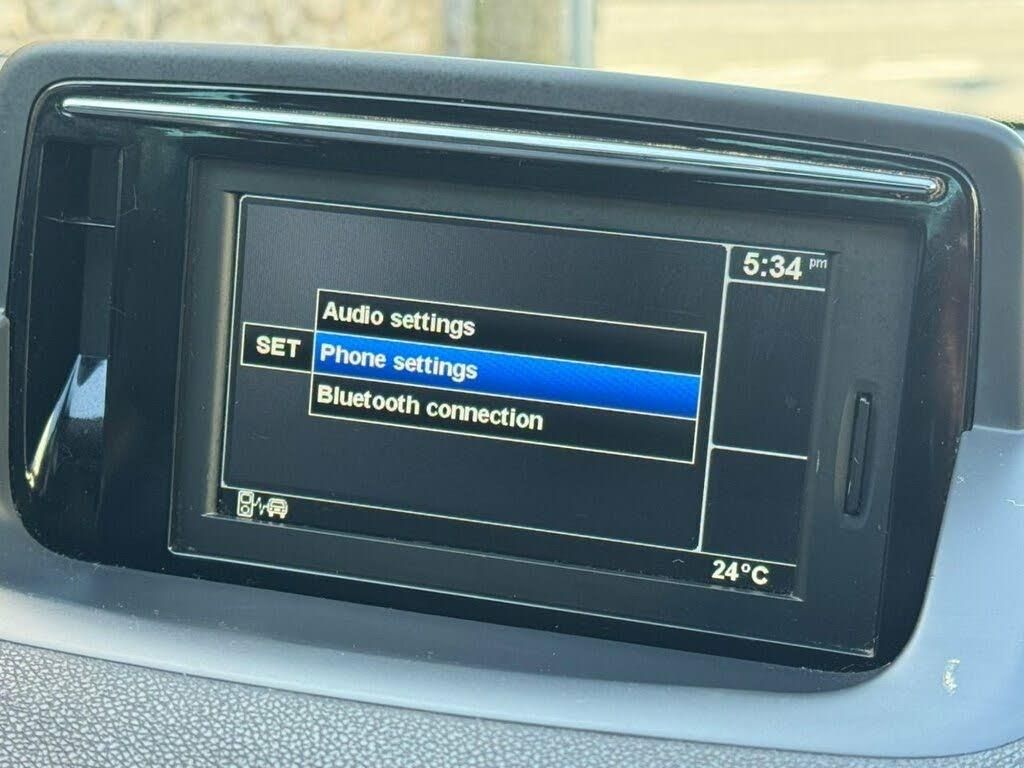 5:34 pm
Audio settings
SET
Phone settings
Bluetooth connection
24°C